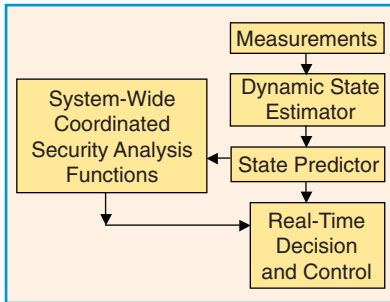 Measurements
Dynamic State
Estimator
System-Wide
Coordinated
Security Analysis
Functions
State Predictor
Real-Time
Decision
and Control